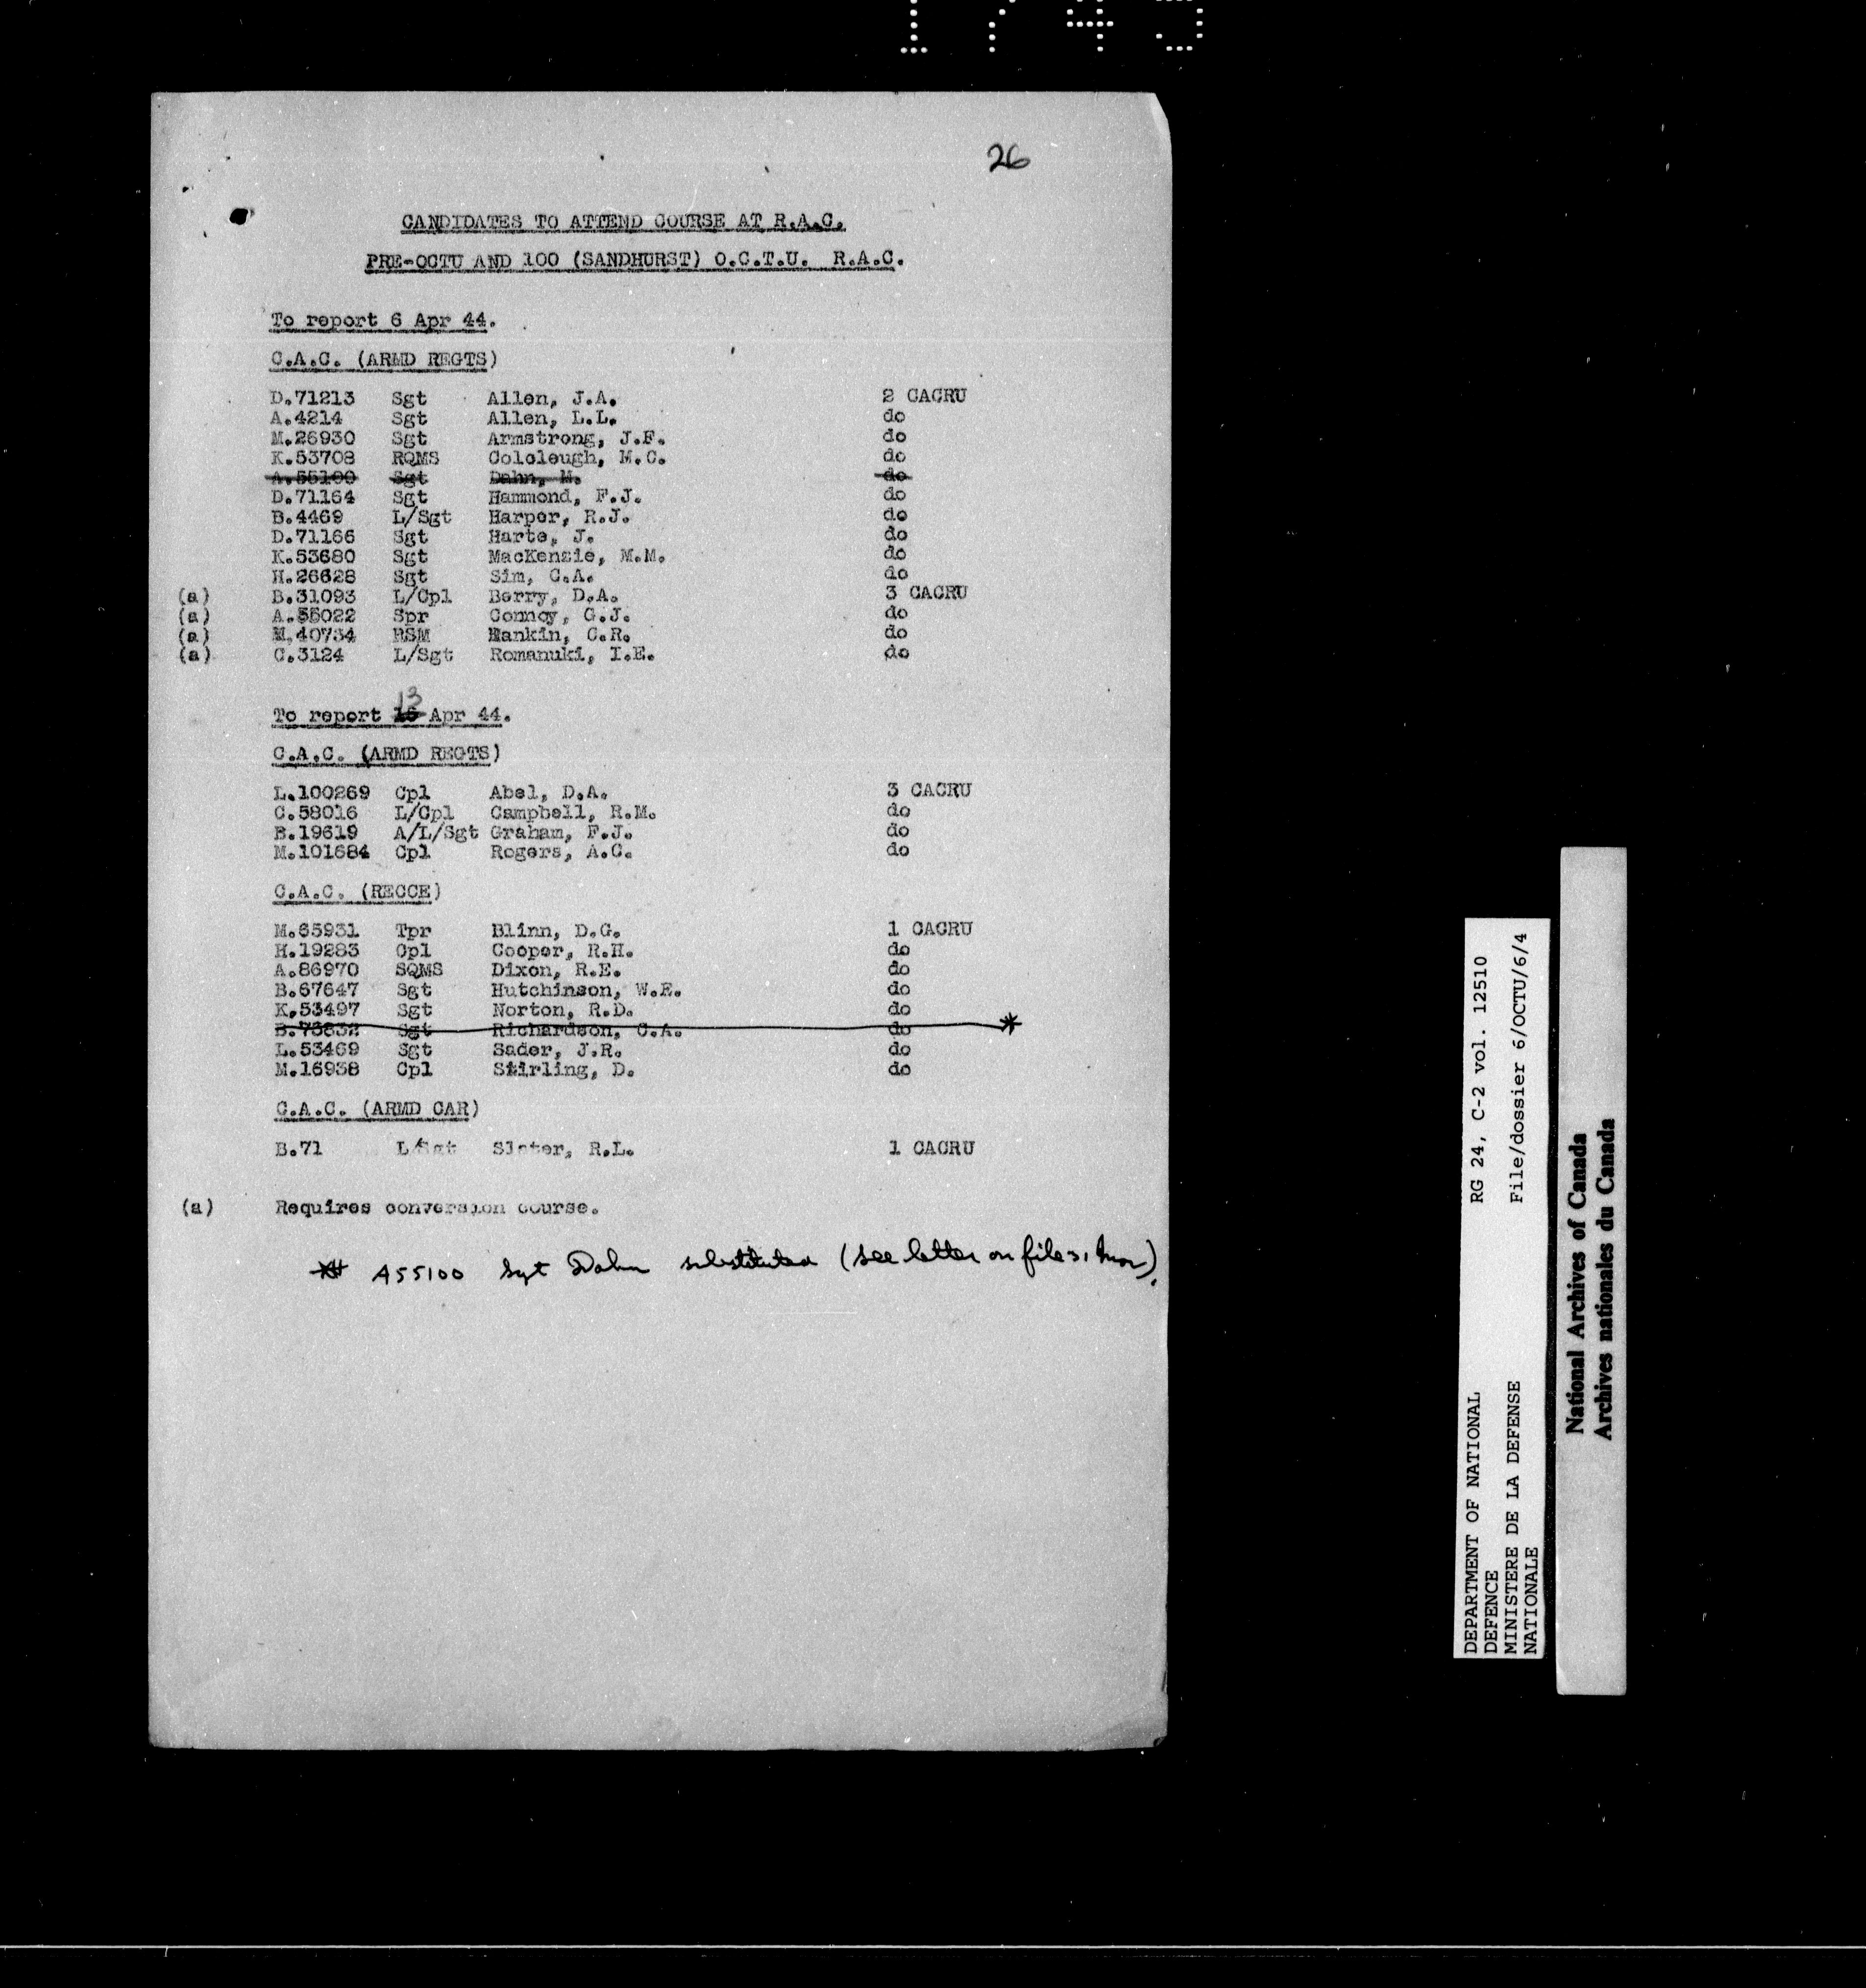 26
CANDIDATES TO ATTEND COURSE AT R.A.C.
PRE-OCTU AND 100 (SANDHURST) O.C.T.U. R.A.C.
To report 6 Apr 44.
C.A.C. (ARMD REGTS)
D.71213 Sgt Allen, J.A. 2 CACRU
A.4214 Sgt Allen, L.L. do
M.26930 Sgt Armstrong, J.F. do
K.53708 RQMS Colcleugh, M.C. do
A.55100 Sgt Dahn, M. do
D.71164 Sgt Hammond, F.J. do
B.4469 L/Sgt Harper, R.J. do
D.71166 Sgt Harte, J. do
K.53680 Sgt MacKenzie, M.M. do
H.26628 Sgt Sim, C.A. do
(a) B.31093 L/Cpl Berry, D.A. 3 CACRU
(a) A.55022 Spr Connoy, G.J. do
(a) M.40734 RSM Rankin, C.R. do
(a) C.3124 L/Sgt Romanuki, I.E. do
13
To report 16 Apr 44.
C.A.C. (ARMD REGTS)
L.100269 Cpl Abel, D.A. 3 CACRU
C.58016 L/Cpl Campbell, R.M. do
B.19619 A/L/Sgt Graham, F.J. do
M.101684 Cpl Rogers, A.C. do
C.A.C. (RECCE)
M.65931 Tpr Blinn, D.G. 1 CACRU
H.19283 Cpl Cooper, R.H. do
A.86970 SQMS Dixon, R.E. do
B.67647 Sgt Hutchinson, W.E. do
K.53497 Sgt Norton, R.D. do
B.73832 Sgt Richardson, C.A. do *
L.53469 Sgt Sader, J.R. do
M.16938 Cpl Stirling, D. do
C.A.C. (ARMD CAR)
B.71 L/Sgt Slater, R.L. 1 CACRU
(a) Requires conversion course.
* A55100 Sgt Dahn substituted (see letter on file
DEPARTMENT OF NATIONAL DEFENCE
MINISTERE DE LA DEFENSE NATIONALE
RG 24, C-2 vol. 12510
File/dossier 6/OCTU/6/4
National Archives of Canada
Archives nationales du Canada